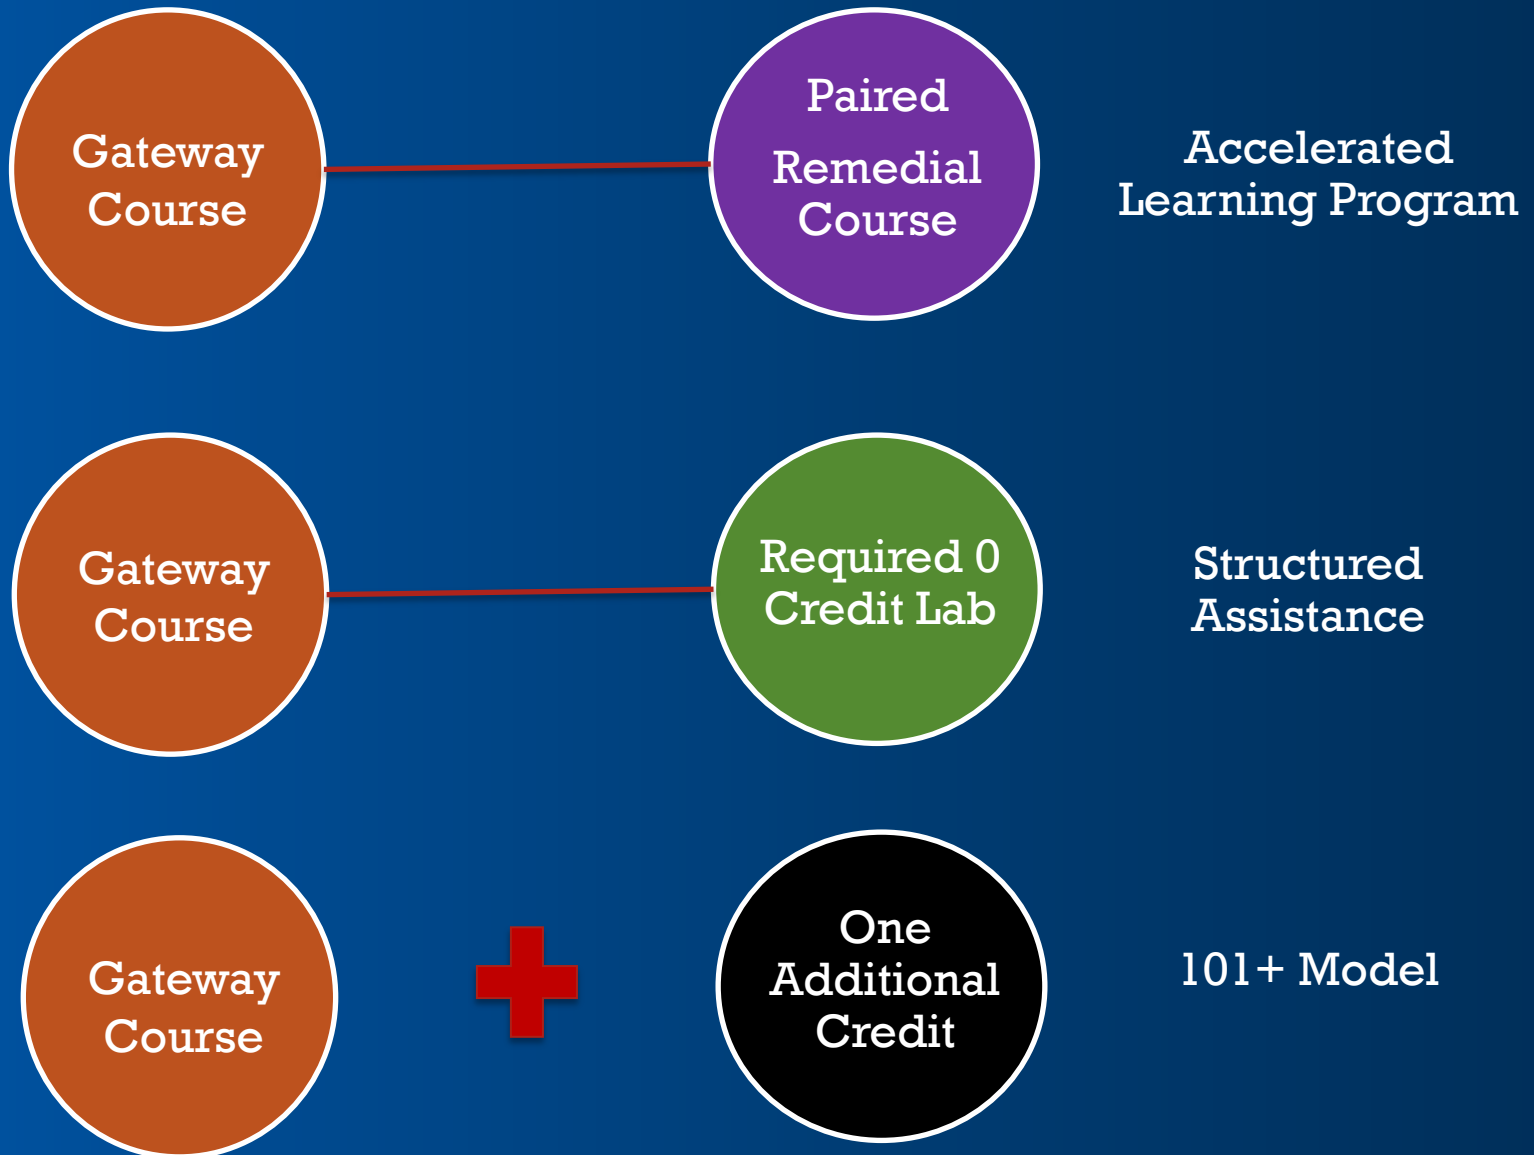 Gateway
Course
Paired
Remedial
Course
Accelerated
Learning Program
Gateway
Course
Required 0
Credit Lab
Structured
Assistance
Gateway
Course
One
Additional
Credit
101+ Model